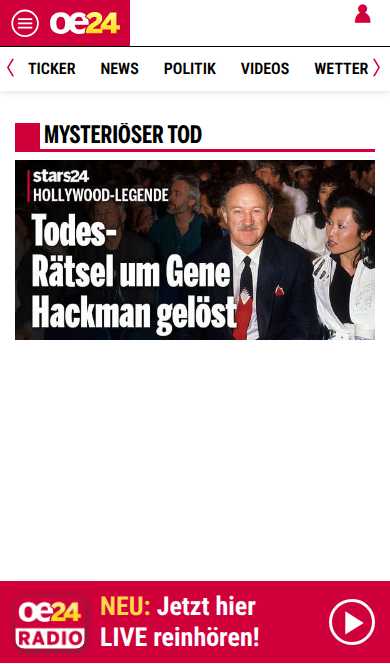 oe24
TICKER NEWS POLITIK VIDEOS WETTER
MYSTERIÖSER TOD
stars24
HOLLYWOOD-LEGENDE
Todes-
Rätsel um Gene
Hackman gelöst
oe24
RADIO
NEU: Jetzt hier
LIVE reinhören!